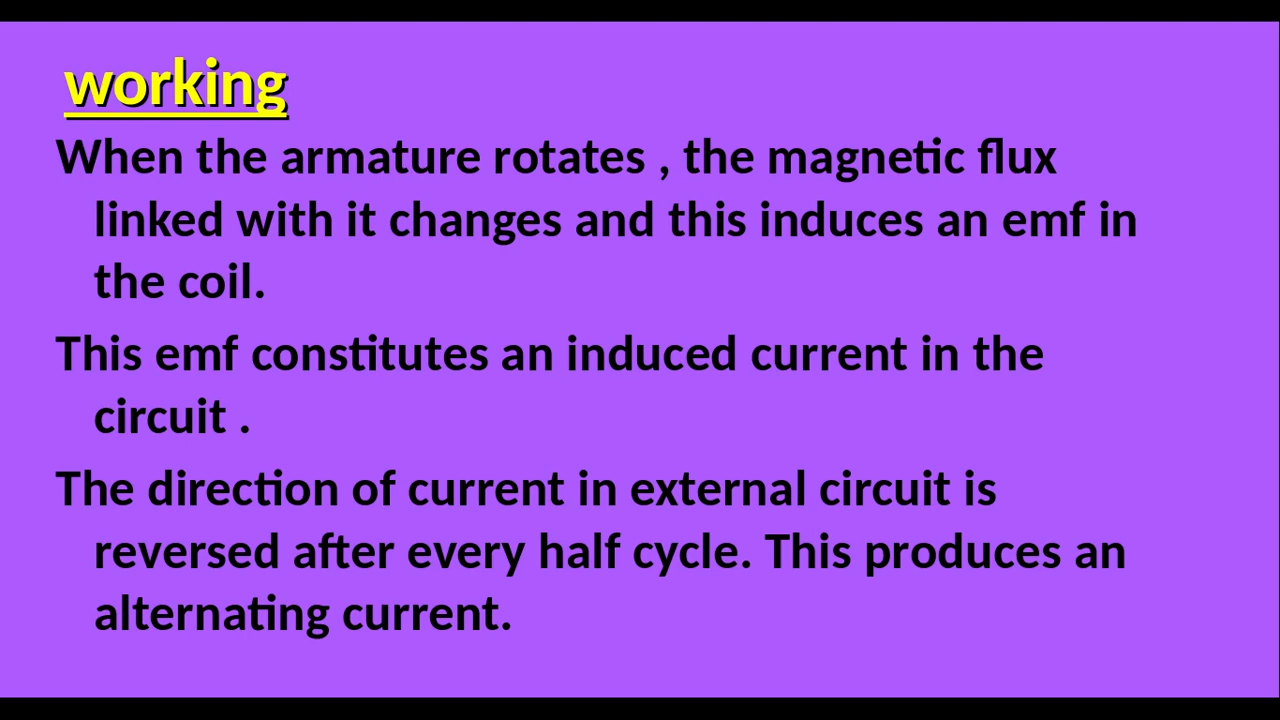 working
When the armature rotates , the magnetic flux
linked with it changes and this induces an emf in
the coil.
This emf constitutes an induced current in the
circuit .
The direction of current in external circuit is
reversed after every half cycle. This produces an
alternating current.